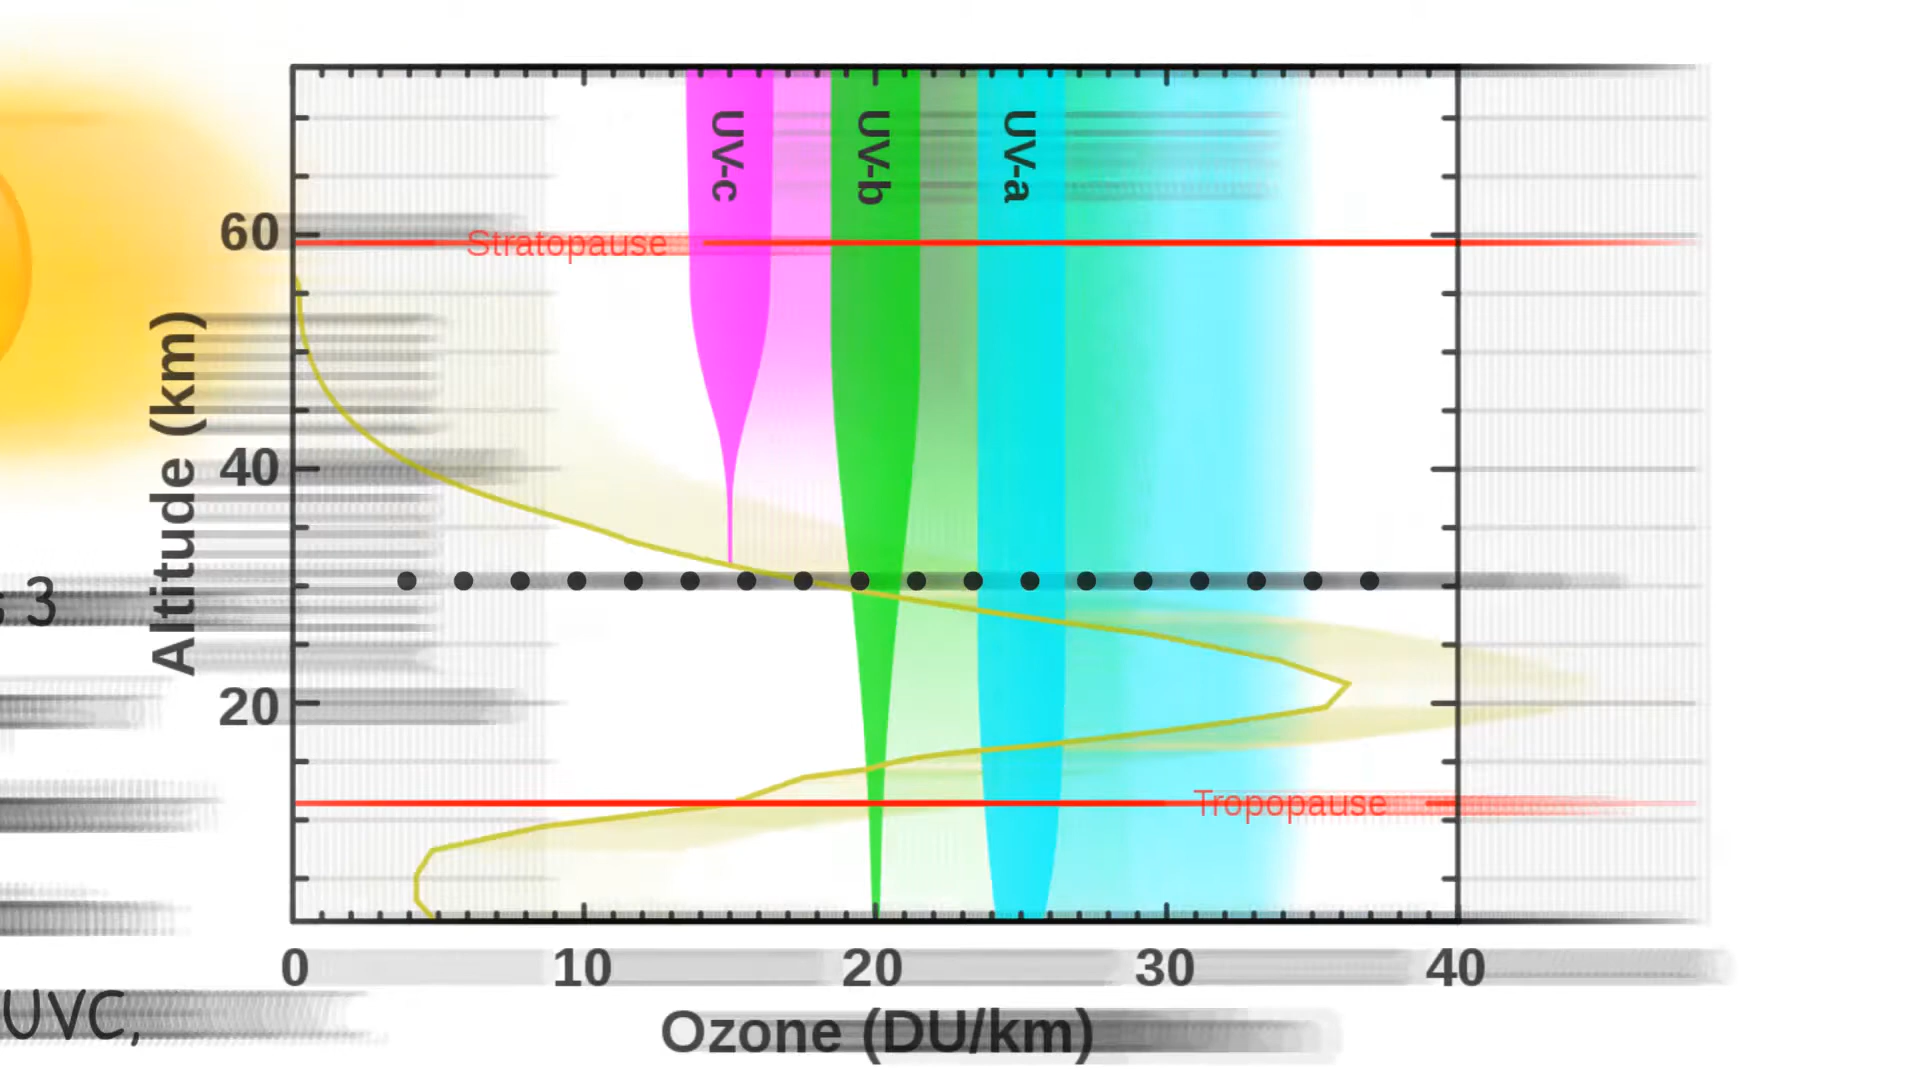 UV-c
UV-b
UV-a
60
Stratopause
Altitude (km)
40
3
20
Tropopause
0 10 20 30 40
UVC,
Ozone (DU/km)